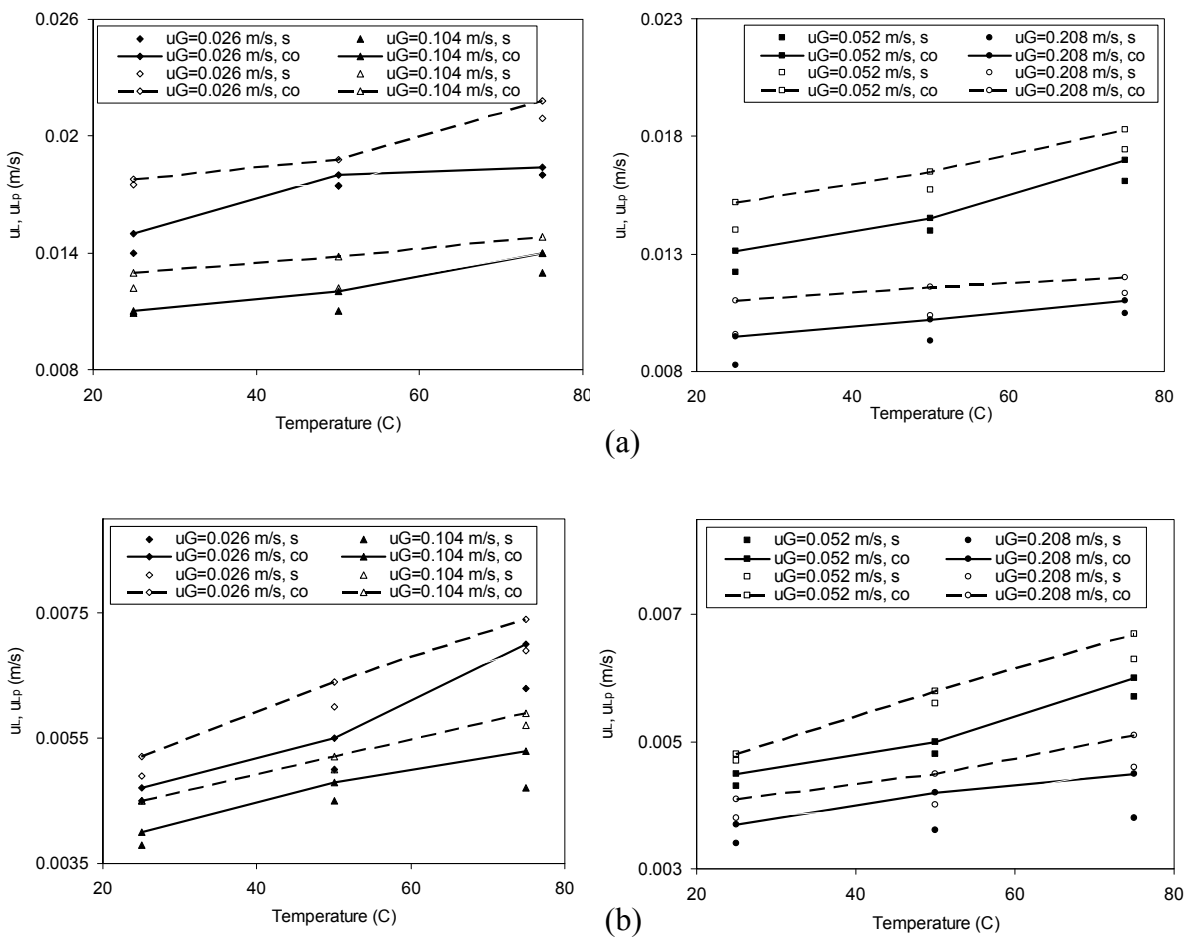 0.026
0.02
0.014
0.008
uL, uLp (m/s)
uG=0.026 m/s, s
uG=0.026 m/s, co
uG=0.026 m/s, s
uG=0.026 m/s, co
uG=0.104 m/s, s
uG=0.104 m/s, co
uG=0.104 m/s, s
uG=0.104 m/s, co
20 40 60 80
Temperature (C)
0.023
0.018
0.013
0.008
uL, uLp (m/s)
uG=0.052 m/s, s
uG=0.052 m/s, co
uG=0.052 m/s, s
uG=0.052 m/s, co
uG=0.208 m/s, s
uG=0.208 m/s, co
uG=0.208 m/s, s
uG=0.208 m/s, co
20 40 60 80
Temperature (C)
(a)
0.0075
0.0055
0.0035
uL, uLp (m/s)
uG=0.026 m/s, s
uG=0.026 m/s, co
uG=0.026 m/s, s
uG=0.026 m/s, co
uG=0.104 m/s, s
uG=0.104 m/s, co
uG=0.104 m/s, s
uG=0.104 m/s, co
20 40 60 80
Temperature (C)
0.007
0.005
0.003
uL, uLp (m/s)
uG=0.052 m/s, s
uG=0.052 m/s, co
uG=0.052 m/s, s
uG=0.052 m/s, co
uG=0.208 m/s, s
uG=0.208 m/s, co
uG=0.208 m/s, s
uG=0.208 m/s, co
20 40 60 80
Temperature (C)
(b)